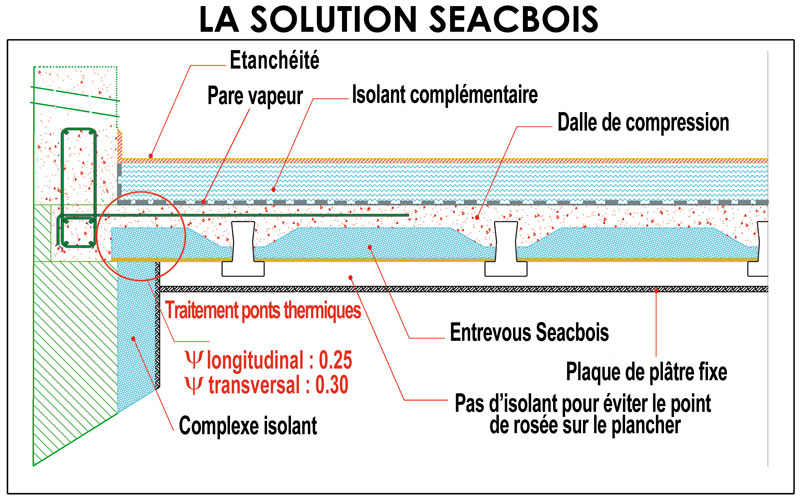 LA SOLUTION SEACBOIS
Etanchéité
Pare vapeur
Isolant complémentaire
Dalle de compression
Traitement ponts thermiques
Ψ longitudinal : 0.25
Ψ transversal : 0.30
Entrevous Seacbois
Plaque de plâtre fixe
Pas d’isolant pour éviter le point
de rosée sur le plancher
Complexe isolant